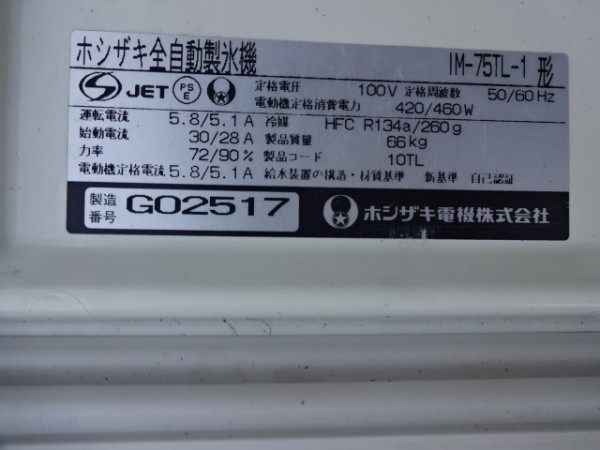 ホシザキ全自動製氷機 IM-75TL-1 形
JET PS E 定格電圧 100V 定格周波数 50/60Hz
電動機定格消費電力 420/460W
運転電流 5.8/5.1A 冷媒 HFC R134a/260g
始動電流 30/28A 製品質量 66kg
力率 72/90% 製品コード 10TL
電動機定格電流 5.8/5.1A 給水装置の構造・材質基準 新基準 自己認証
製造番号 G02517 ホシザキ電機株式会社